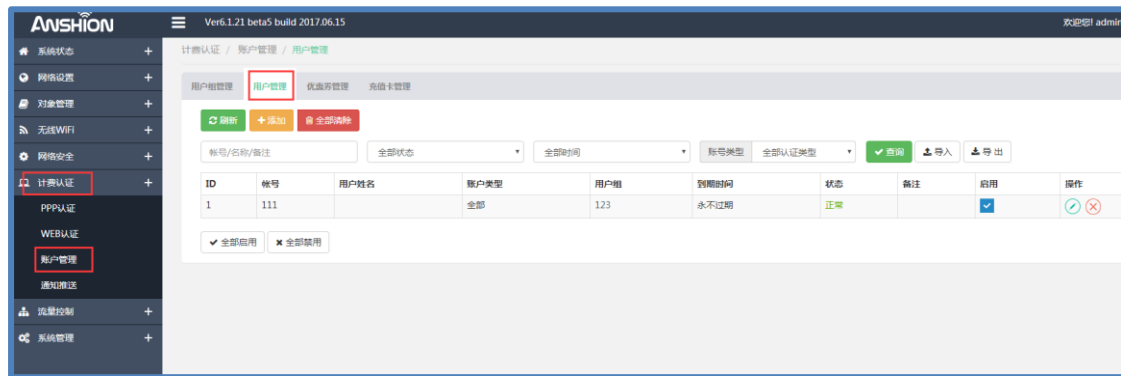 ANSHION
Ver6.1.21 beta5 build 2017.06.15
欢迎您! admin
系统状态 +
网络设置 +
对象管理 +
无线WiFi +
网络安全 +
计费认证 +
PPP认证
WEB认证
账户管理
通知推送
流量控制 +
系统管理 +
计费认证 / 账户管理 / 用户管理
用户组管理 用户管理 优惠券管理 充值卡管理
刷新 +添加 全部清除
帐号/名称/备注 全部状态 全部时间 账号类型 全部认证类型 查询 导入 导出
ID 帐号 用户姓名 账户类型 用户组 到期时间 状态 备注 启用 操作
1 111 全部 123 永不过期 正常
全部启用 全部禁用